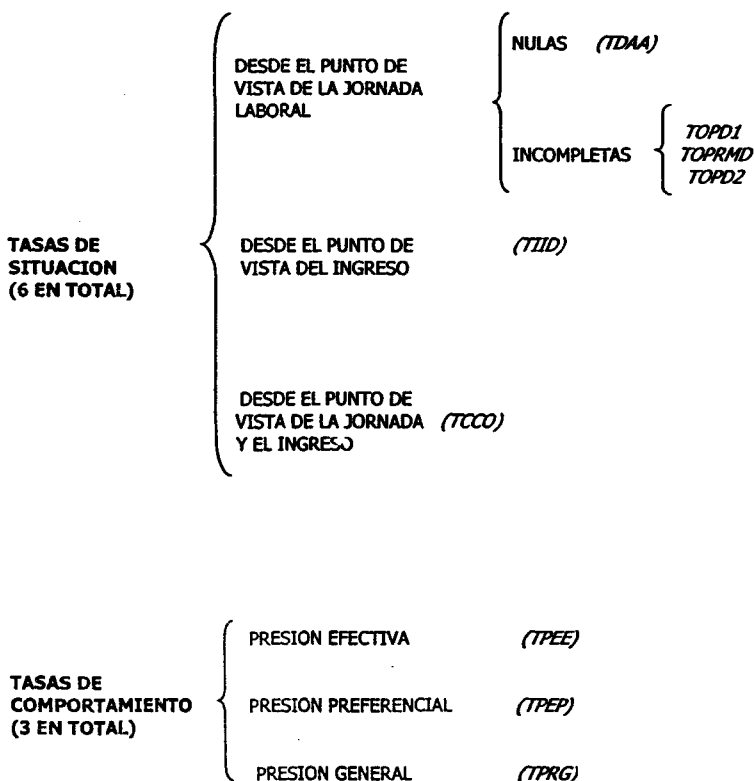 DESDE EL PUNTO DE
VISTA DE LA JORNADA
LABORAL
NULAS (TDAA)
INCOMPLETAS
TOPD1
TOPRMD
TOPD2
TASAS DE
SITUACION
(6 EN TOTAL)
DESDE EL PUNTO DE
VISTA DEL INGRESO
(TIID)
DESDE EL PUNTO DE
VISTA DE LA JORNADA (TCCO)
Y EL INGRESO
TASAS DE
COMPORTAMIENTO
(3 EN TOTAL)
PRESION EFECTIVA (TPEE)
PRESION PREFERENCIAL (TPEP)
PRESION GENERAL (TPRG)